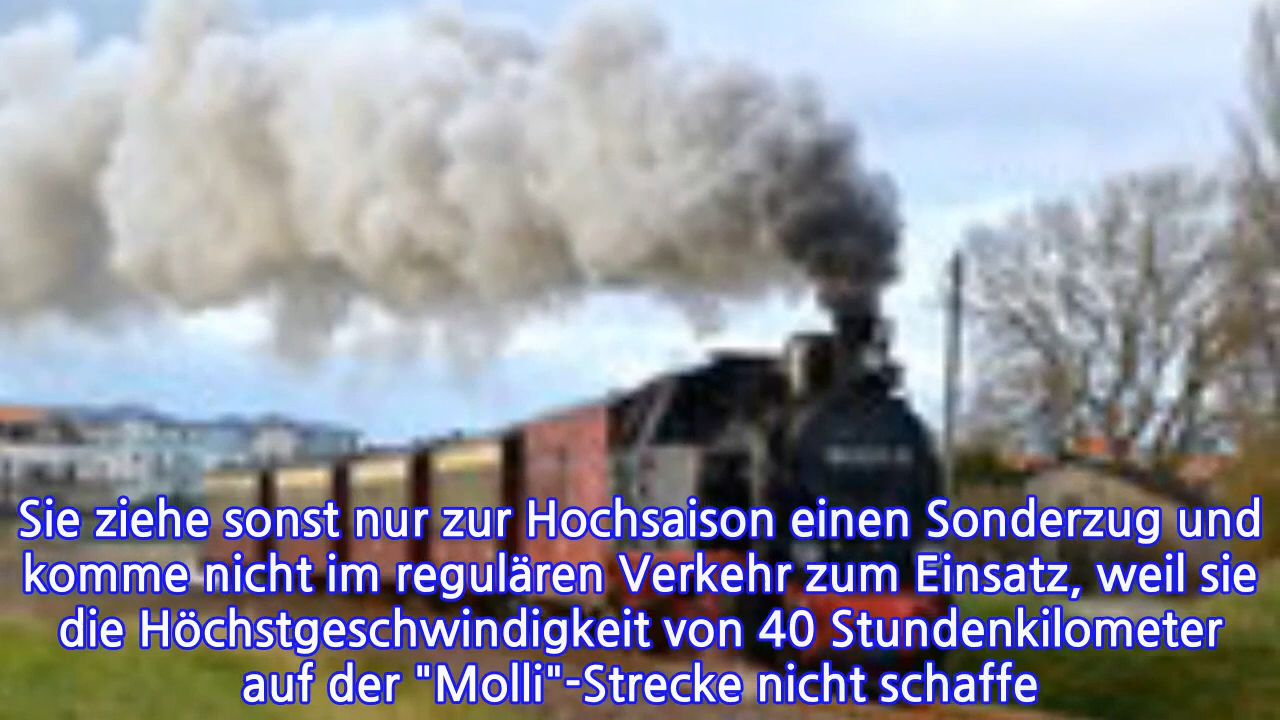 Sie ziehe sonst nur zur Hochsaison einen Sonderzug und
komme nicht im regulären Verkehr zum Einsatz, weil sie
die Höchstgeschwindigkeit von 40 Stundenkilometer
auf der "Molli"-Strecke nicht schaffe